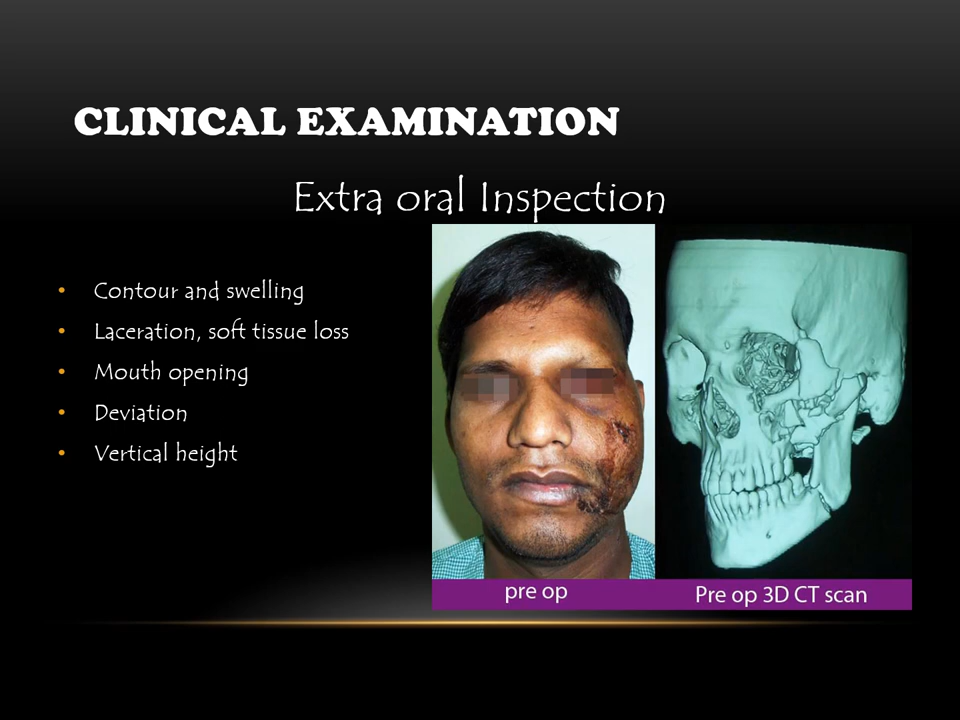 CLINICAL EXAMINATION
Extra oral Inspection
• Contour and swelling
• Laceration, soft tissue loss
• Mouth opening
• Deviation
• Vertical height
pre op
Pre op 3D CT scan